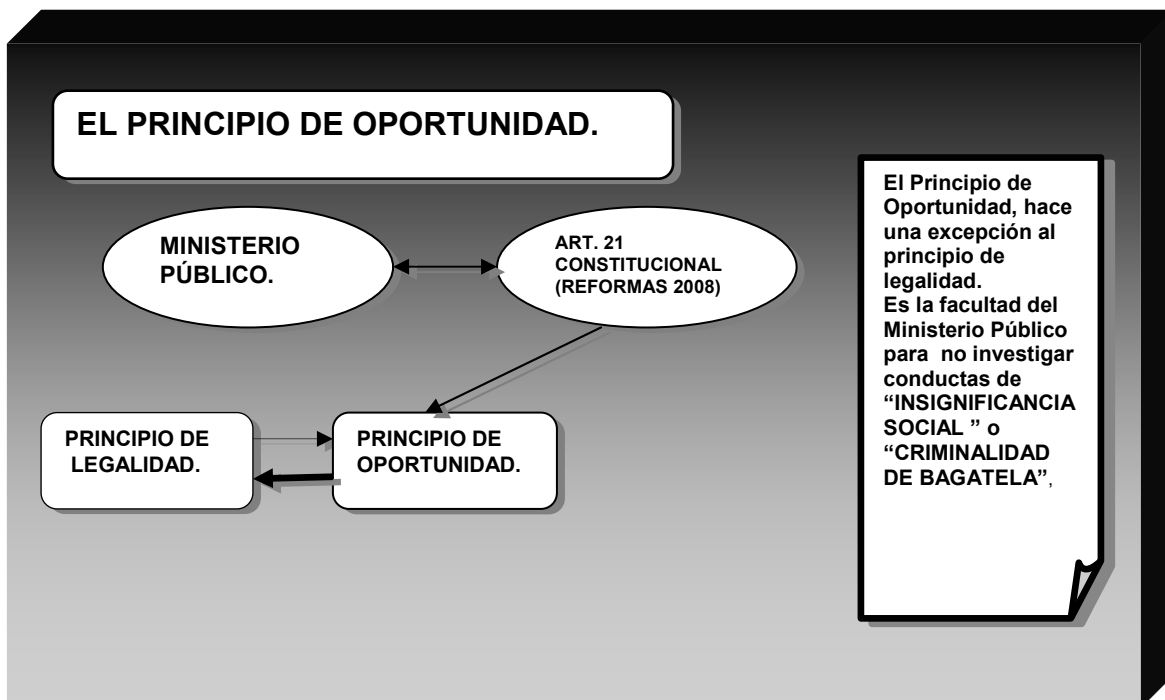 EL PRINCIPIO DE OPORTUNIDAD.
MINISTERIO
PÚBLICO.
ART. 21
CONSTITUCIONAL
(REFORMAS 2008)
PRINCIPIO DE
LEGALIDAD.
PRINCIPIO DE
OPORTUNIDAD.
El Principio de
Oportunidad, hace
una excepción al
principio de
legalidad.
Es la facultad del
Ministerio Público
para no investigar
conductas de
“INSIGNIFICANCIA
SOCIAL ” o
“CRIMINALIDAD
DE BAGATELA”,